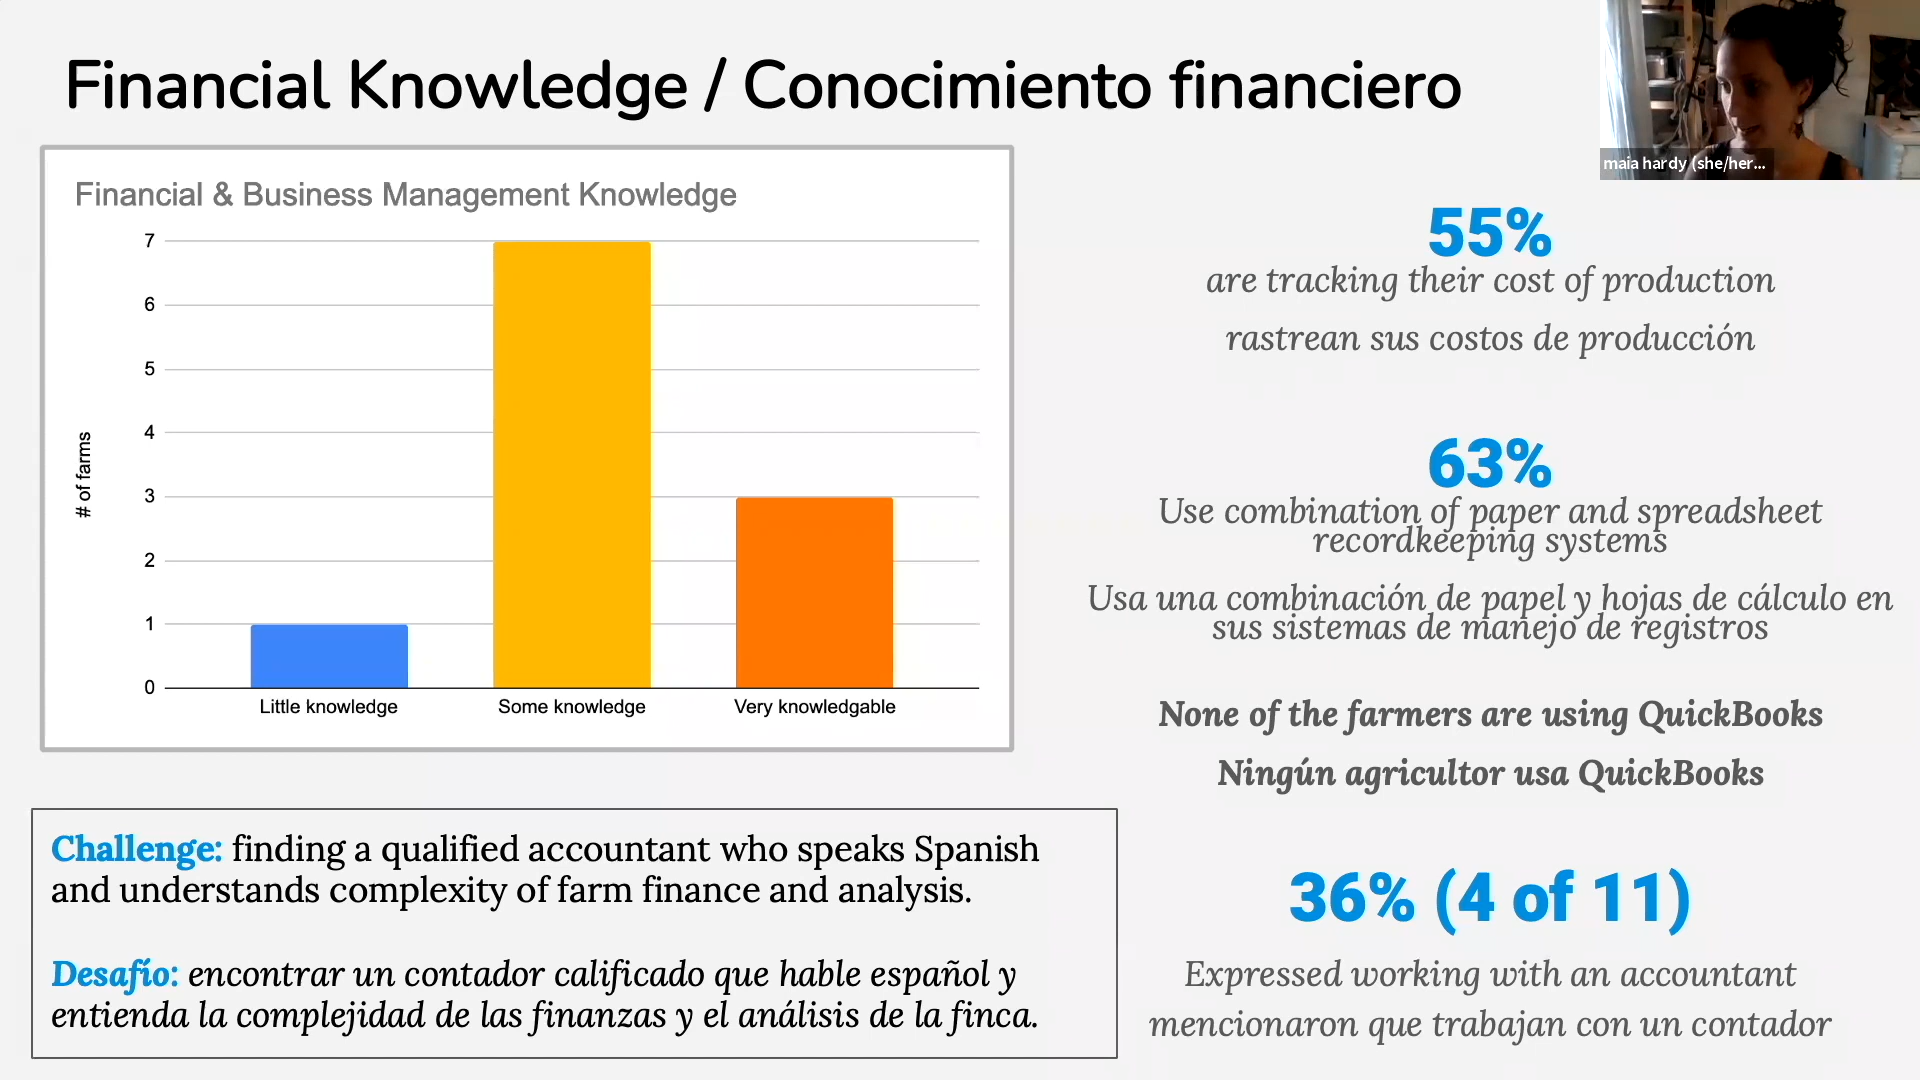 Financial Knowledge / Conocimiento financiero
maia hardy (she/her...
Financial & Business Management Knowledge
7
6
5
4
3
2
1
0
# of farms
Little knowledge
Some knowledge
Very knowledgable
55%
are tracking their cost of production
rastrean sus costos de producción
63%
Use combination of paper and spreadsheet
recordkeeping systems
Usa una combinación de papel y hojas de cálculo en
sus sistemas de manejo de registros
None of the farmers are using QuickBooks
Ningún agricultor usa QuickBooks
36% (4 of 11)
Expressed working with an accountant
mencionaron que trabajan con un contador
Challenge: finding a qualified accountant who speaks Spanish
and understands complexity of farm finance and analysis.
Desafío: encontrar un contador calificado que hable español y
entienda la complejidad de las finanzas y el análisis de la finca.